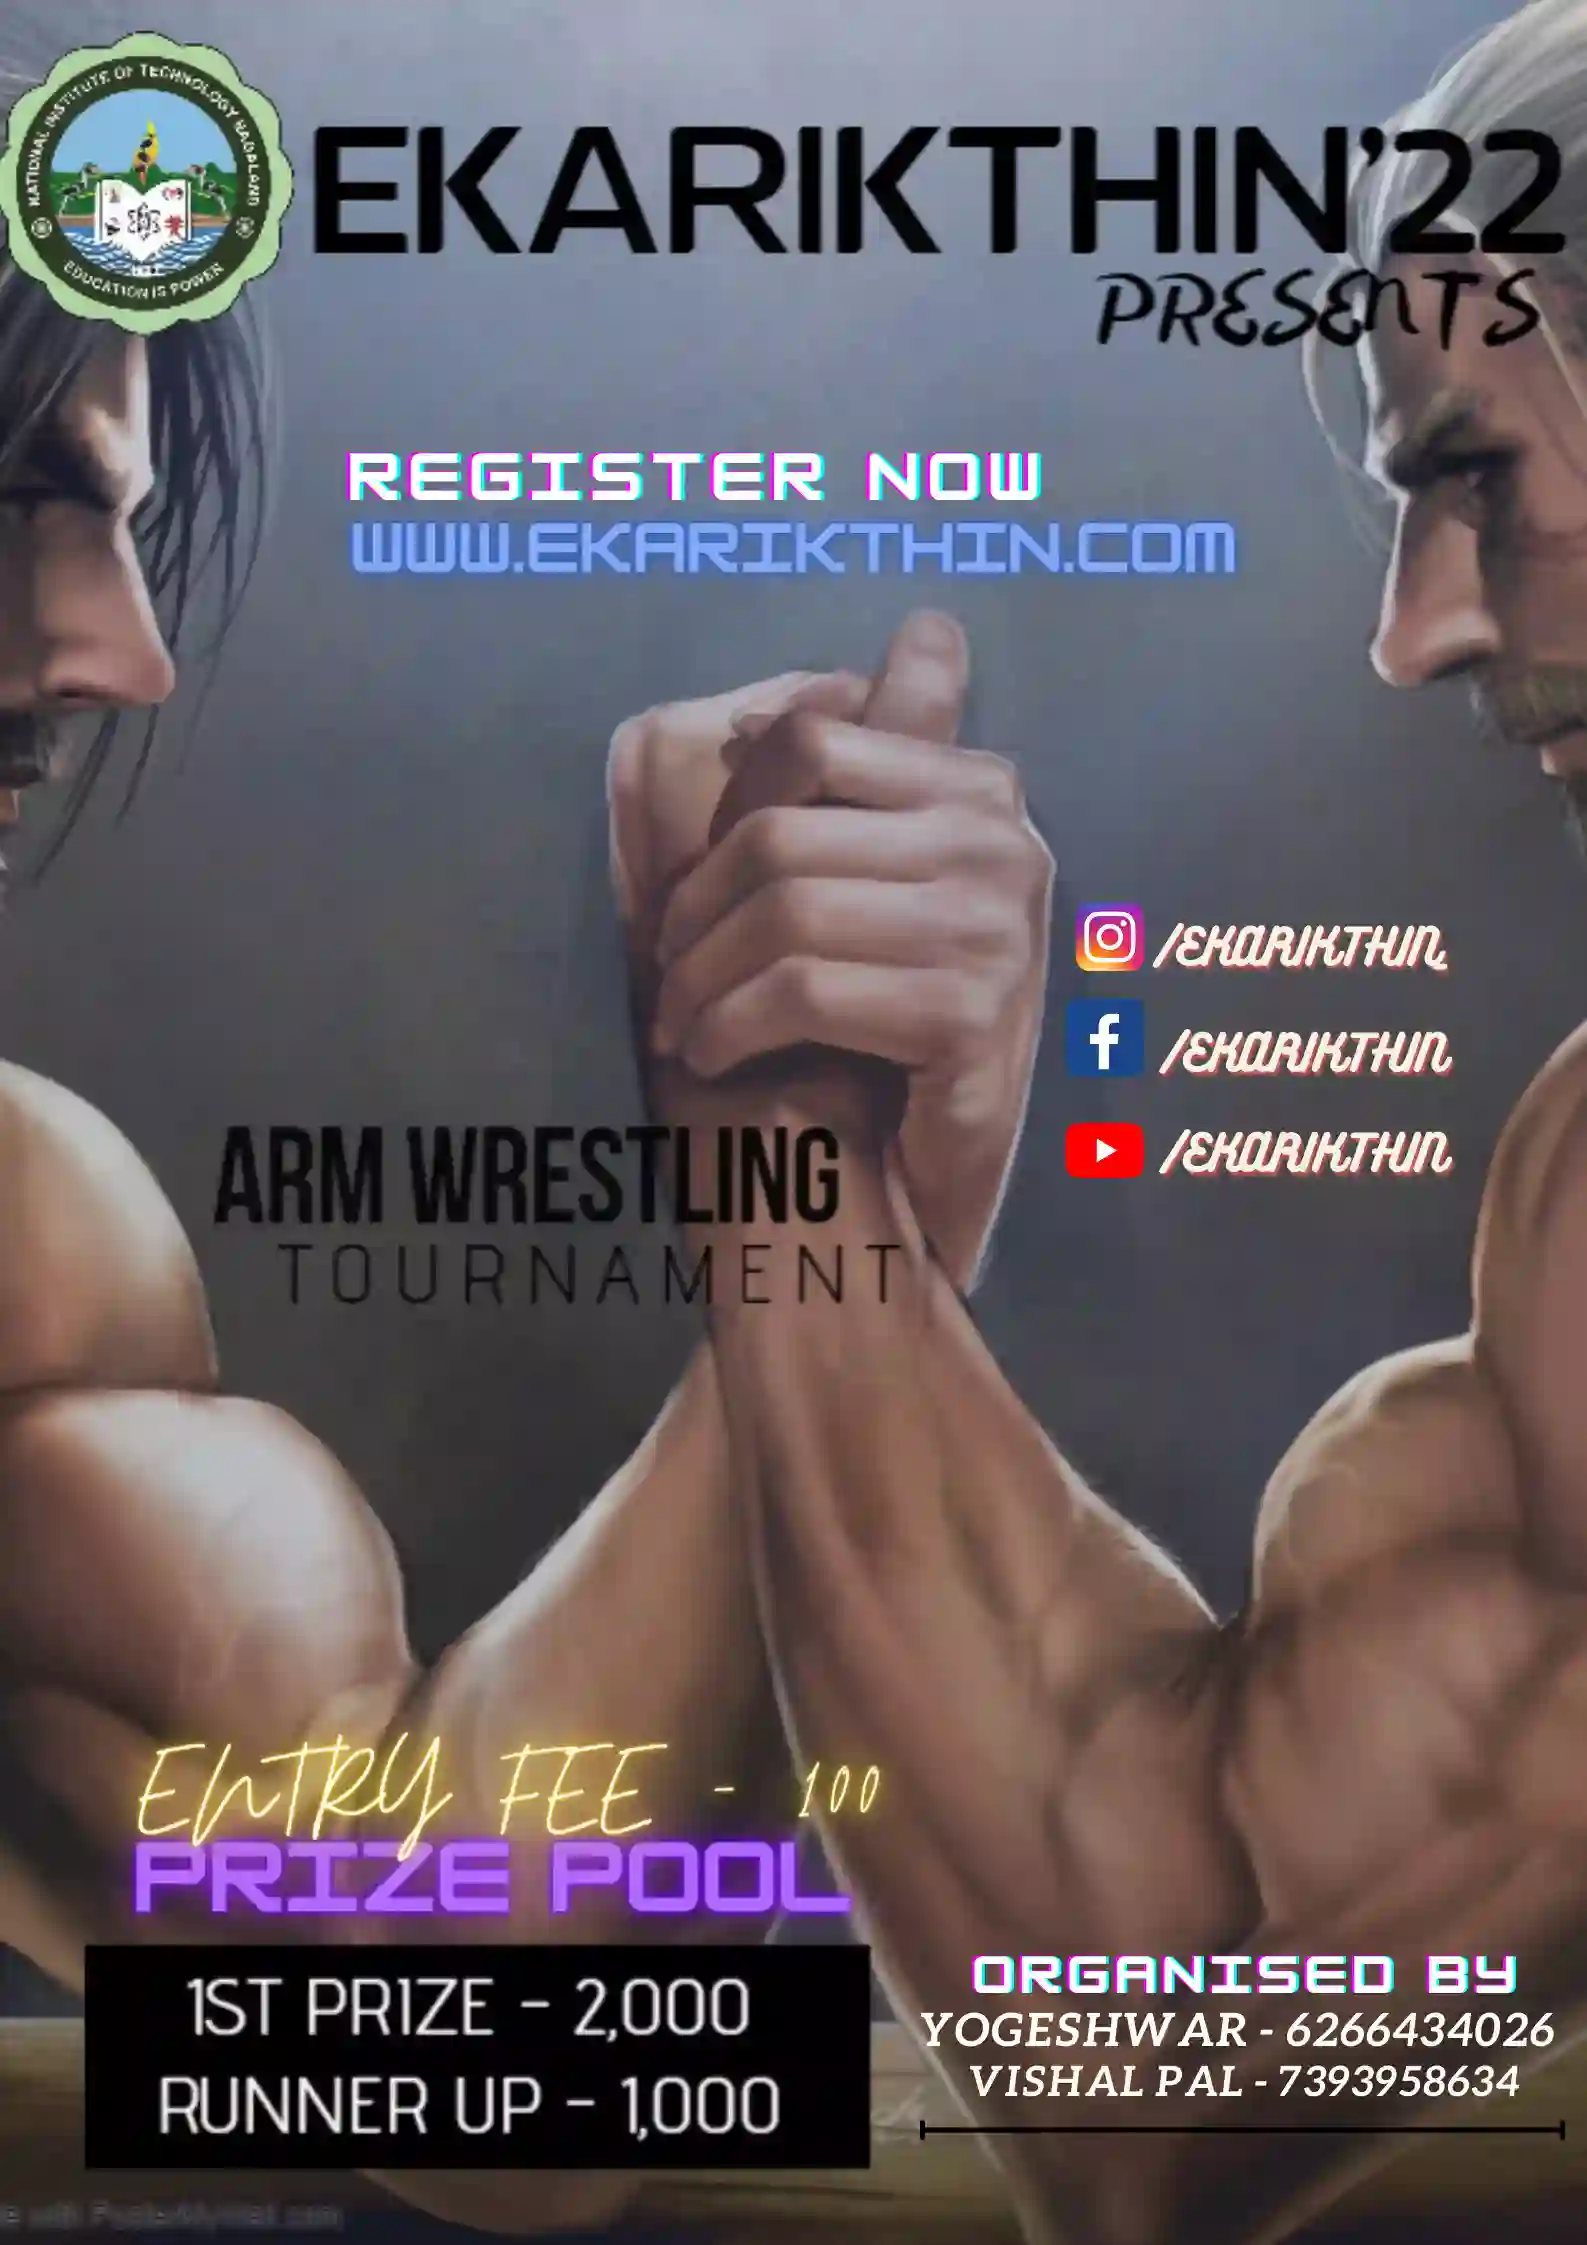 NATIONAL INSTITUTE OF TECHNOLOGY NAGALAND
EDUCATION IS POWER
EKARIKTHIN'22
PRESENTS
REGISTER NOW
WWW.EKARIKTHIN.COM
/EKARIKTHIN_
/EKARIKTHIN
/EKARIKTHIN
ARM WRESTLING
TOURNAMENT
ENTRY FEE - 100
PRIZE POOL
1ST PRIZE - 2,000
RUNNER UP - 1,000
ORGANISED BY
YOGESHWAR - 6266434026
VISHAL PAL - 7393958634